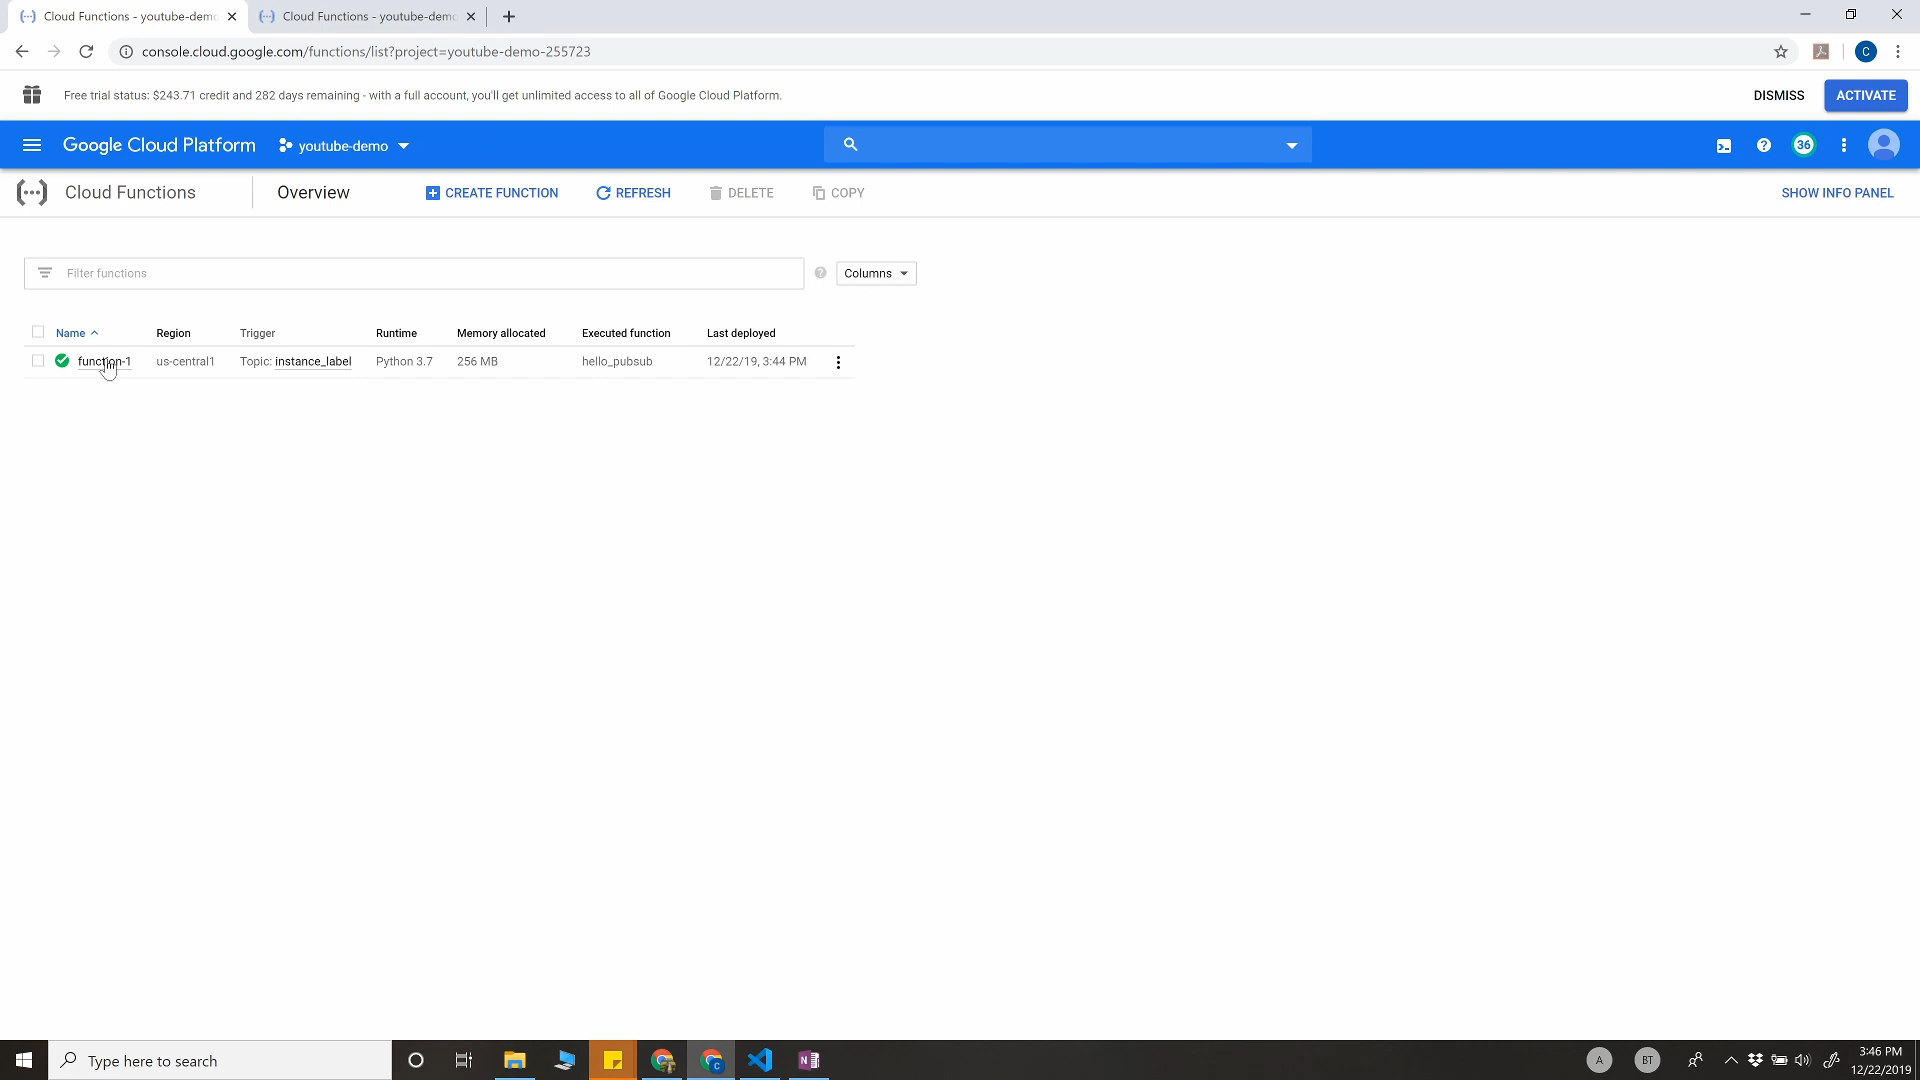 Cloud Functions - youtube-demo
Cloud Functions - youtube-demo
console.cloud.google.com/functions/list?project=youtube-demo-255723
C
Free trial status: $243.71 credit and 282 days remaining - with a full account, you'll get unlimited access to all of Google Cloud Platform.
DISMISS
ACTIVATE
Google Cloud Platform
youtube-demo
36
Cloud Functions
Overview
CREATE FUNCTION
REFRESH
DELETE
COPY
SHOW INFO PANEL
Filter functions
Columns
Name Region Trigger Runtime Memory allocated Executed function Last deployed
function-1 us-central1 Topic: instance_label Python 3.7 256 MB hello_pubsub 12/22/19, 3:44 PM
Type here to search
C
N
A
BT
3:46 PM
12/22/2019